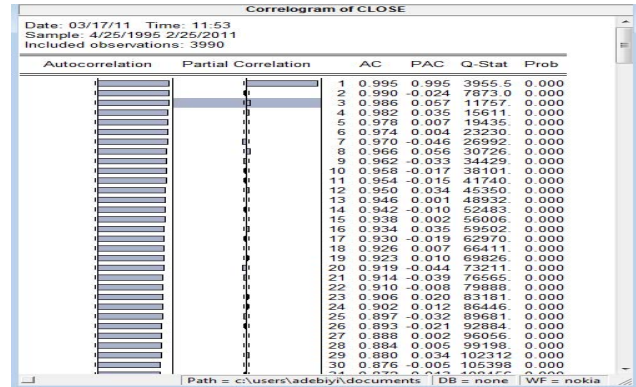 Correlogram of CLOSE
Date: 03/17/11 Time: 11:53
Sample: 4/25/1995 2/25/2011
Included observations: 3990
Autocorrelation Partial Correlation AC PAC Q-Stat Prob
1 0.995 0.995 3955.5 0.000
2 0.990 -0.024 7873.0 0.000
3 0.986 0.057 11757. 0.000
4 0.982 0.035 15611. 0.000
5 0.978 0.007 19435. 0.000
6 0.974 0.004 23230. 0.000
7 0.970 -0.046 26992. 0.000
8 0.966 0.056 30726. 0.000
9 0.962 -0.033 34429. 0.000
10 0.958 -0.017 38101. 0.000
11 0.954 -0.015 41740. 0.000
12 0.950 0.034 45350. 0.000
13 0.946 0.001 48932. 0.000
14 0.942 -0.010 52483. 0.000
15 0.938 0.002 56006. 0.000
16 0.934 0.035 59502. 0.000
17 0.930 -0.019 62970. 0.000
18 0.926 0.007 66411. 0.000
19 0.923 0.010 69826. 0.000
20 0.919 -0.044 73211. 0.000
21 0.914 -0.039 76565. 0.000
22 0.910 -0.008 79888. 0.000
23 0.906 0.020 83181. 0.000
24 0.902 0.012 86446. 0.000
25 0.897 -0.032 89681. 0.000
26 0.893 -0.021 92884. 0.000
27 0.888 0.002 96056. 0.000
28 0.884 0.005 99198. 0.000
29 0.880 0.034 102312 0.000
30 0.876 -0.005 105398 0.000
Path = c:\users\adebiyi\documents DB = none WF = nokia